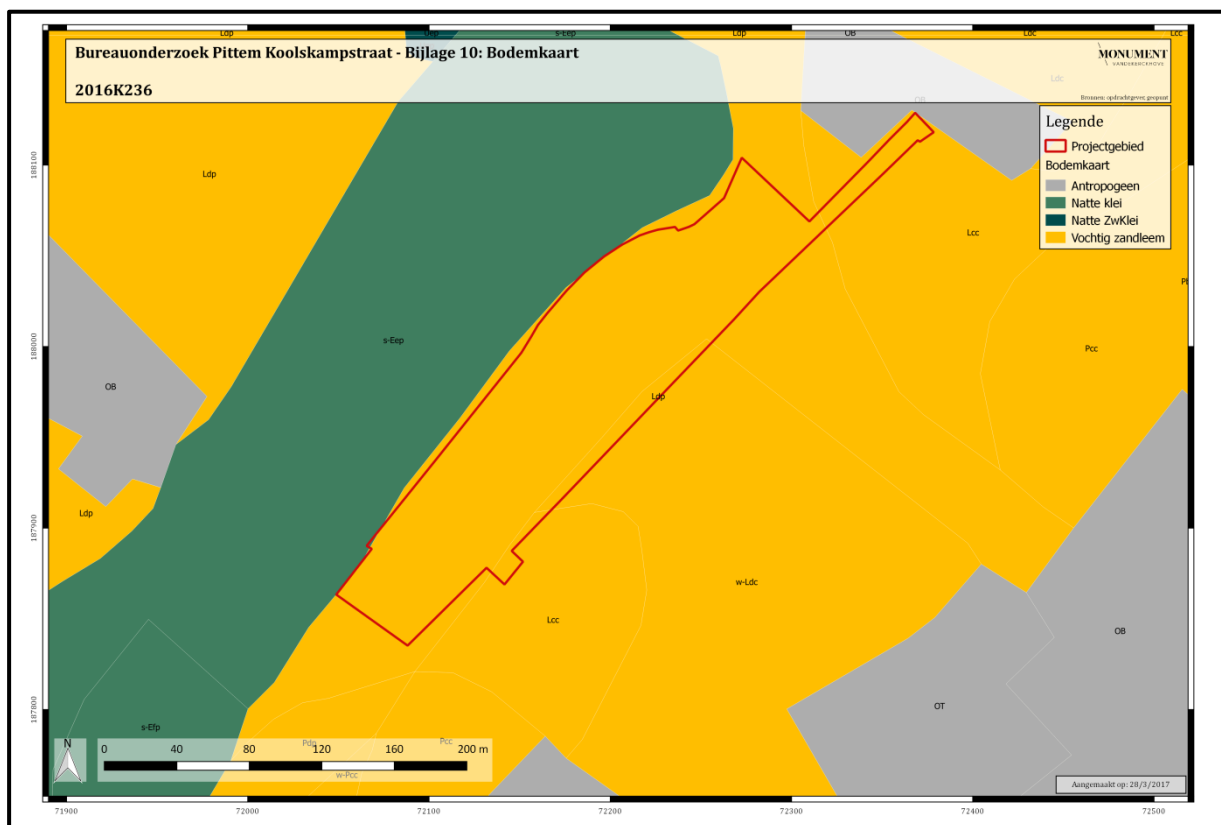 Ldp
Oep
s-Eep
Ldp
OB
Ldc
Lcc
Bureauonderzoek Pittem Koolskampstraat - Bijlage 10: Bodemkaart
2016K236
MONUMENT
VANDEKERCKHOVE
Bronnen: opdrachtgever, geopunt
Ldc
OB
Legende
Projectgebied
Bodemkaart
Antropogeen
Natte klei
Natte ZwKlei
Vochtig zandleem
188100
Ldp
Lcc
188000
s-Eep
Pcc
OB
Ldp
187900
Ldp
w-Ldc
Lcc
OB
187800
OT
s-Efp
Pdp
Pcc
w-Pcc
N
0 40 80 120 160 200 m
Aangemaakt op: 28/3/2017
71900 72000 72100 72200 72300 72400 72500